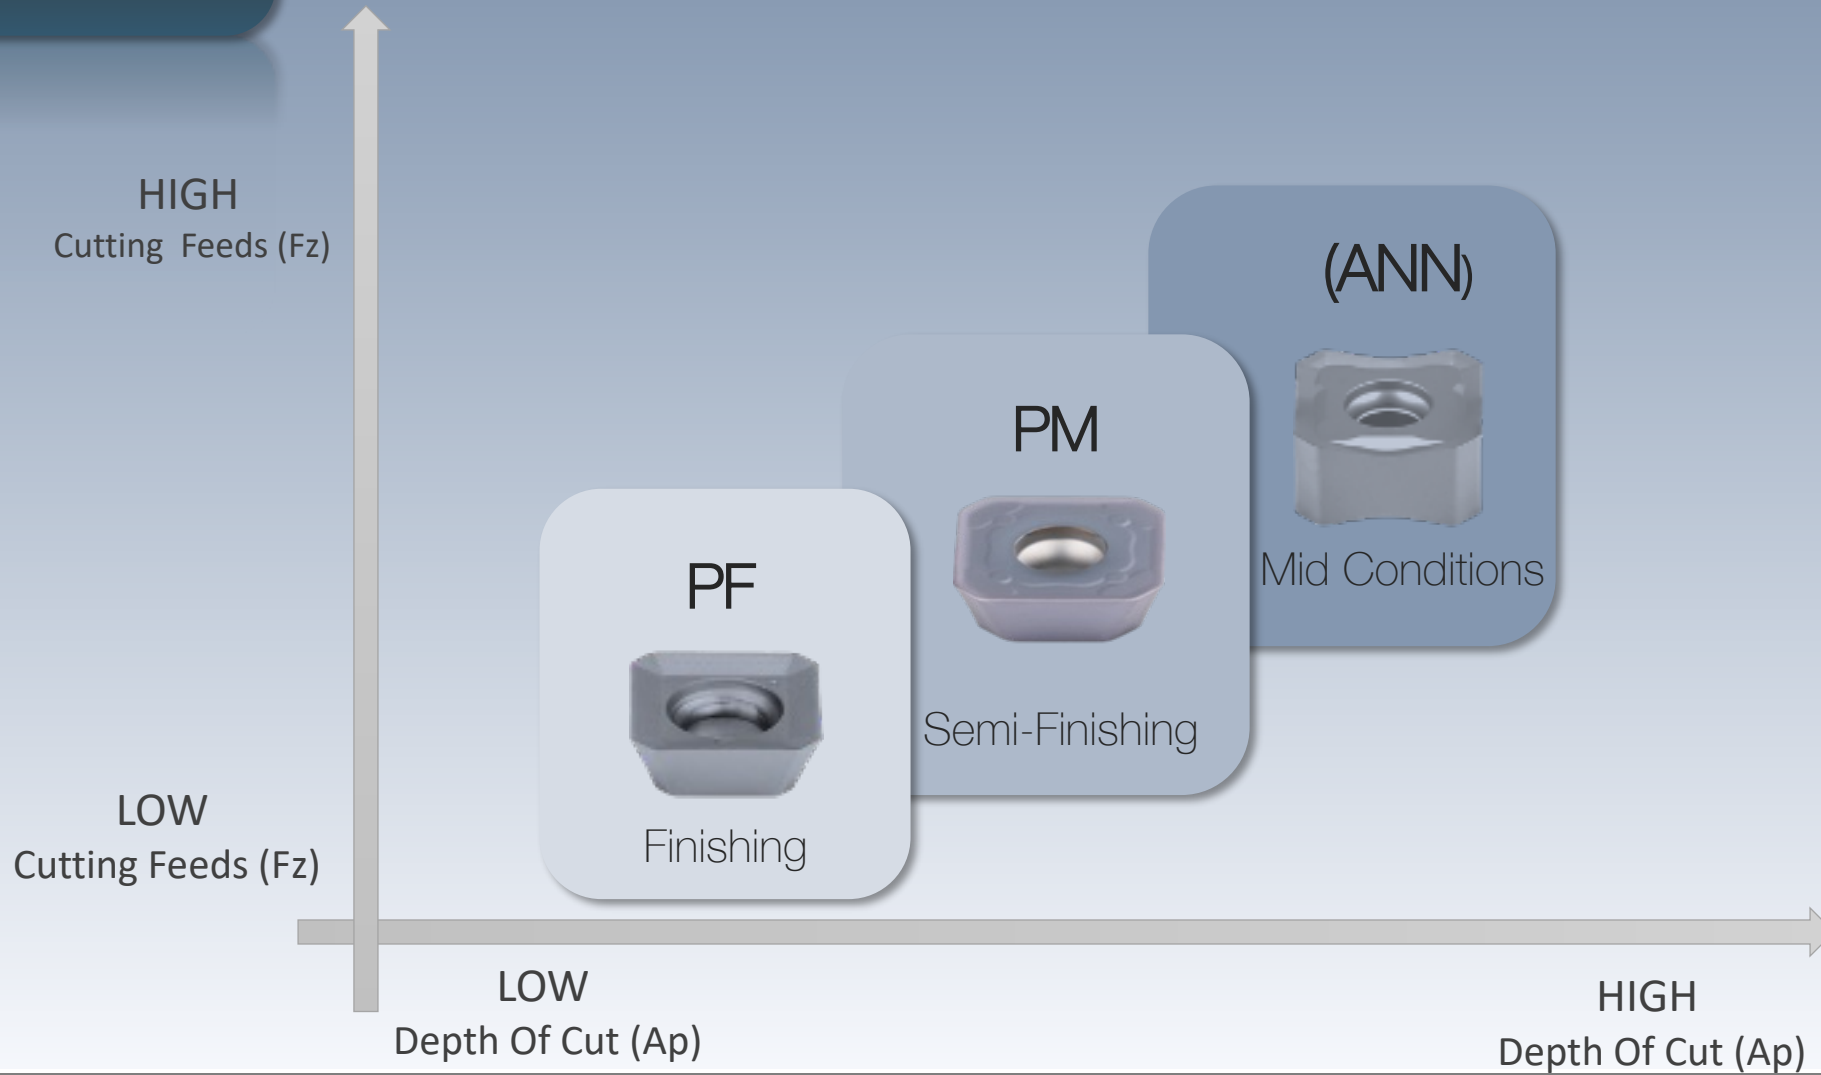 HIGH
Cutting Feeds (Fz)
(ANN)
Mid Conditions
PM
Semi-Finishing
PF
Finishing
LOW
Cutting Feeds (Fz)
LOW
Depth Of Cut (Ap)
HIGH
Depth Of Cut (Ap)